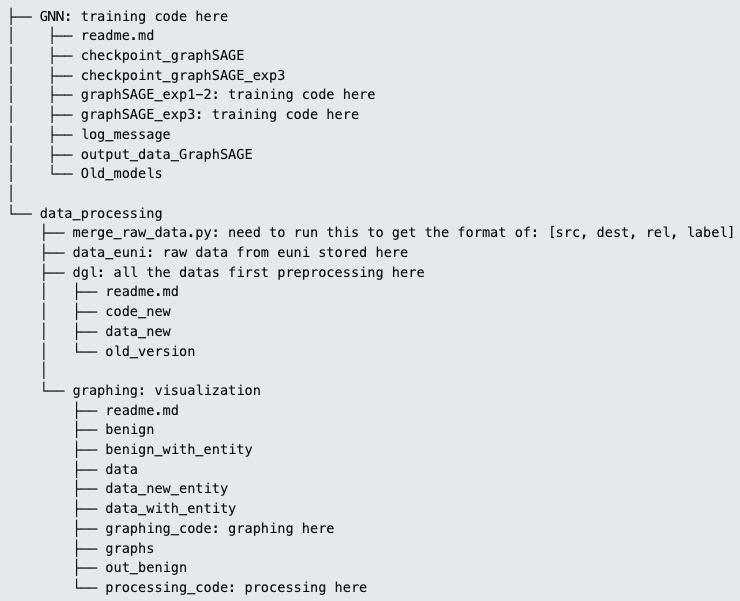 ├── GNN: training code here
│   ├── readme.md
│   ├── checkpoint_graphSAGE
│   ├── checkpoint_graphSAGE_exp3
│   ├── graphSAGE_exp1-2: training code here
│   ├── graphSAGE_exp3: training code here
│   ├── log_message
│   ├── output_data_GraphSAGE
│   └── Old_models
│
└── data_processing
    ├── merge_raw_data.py: need to run this to get the format of: [src, dest, rel, label]
    ├── data_euni: raw data from euni stored here
    ├── dgl: all the datas first preprocessing here
    │   ├── readme.md
    │   ├── code_new
    │   ├── data_new
    │   └── old_version
    │
    └── graphing: visualization
        ├── readme.md
        ├── benign
        ├── benign_with_entity
        ├── data
        ├── data_new_entity
        ├── data_with_entity
        ├── graphing_code: graphing here
        ├── graphs
        ├── out_benign
        └── processing_code: processing here